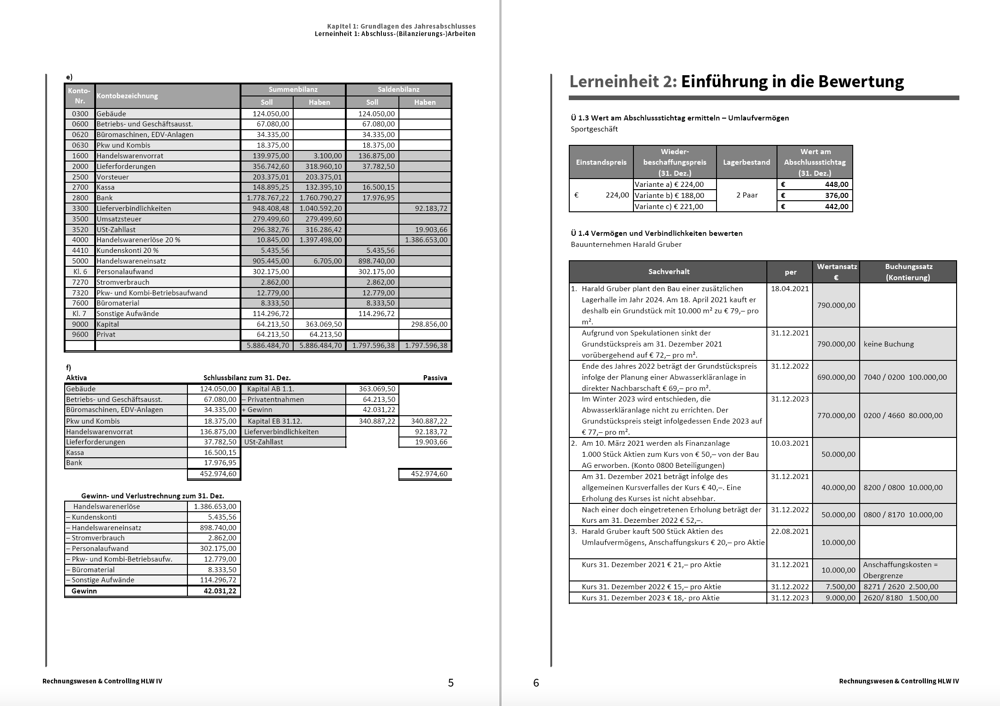 Kapitel 1: Grundlagen des Jahresabschlusses
Lerneinheit 1: Abschluss-(Bilanzierungs-)Arbeiten
e)
Konto-Nr. Kontobezeichnung Summenbilanz Saldenbilanz
Soll Haben Soll Haben
0300 Gebäude 124.050,00 124.050,00
0600 Betriebs- und Geschäftsausst. 67.080,00 67.080,00
0620 Büromaschinen, EDV-Anlagen 34.335,00 34.335,00
0630 Pkw und Kombis 18.375,00 18.375,00
1600 Handelswarenvorrat 139.975,00 3.100,00 136.875,00
2000 Lieferforderungen 356.742,60 318.960,10 37.782,50
2500 Vorsteuer 203.375,01 203.375,01
2700 Kassa 148.895,25 132.395,10 16.500,15
2800 Bank 1.778.767,22 1.760.790,27 17.976,95
3300 Lieferverbindlichkeiten 948.408,48 1.040.592,20 92.183,72
3500 Umsatzsteuer 279.499,60 279.499,60
3520 USt-Zahllast 296.382,76 316.286,42 19.903,66
4000 Handelswarenerlöse 20 % 10.845,00 1.397.498,00 1.386.653,00
4410 Kundenskonti 20 % 5.435,56 5.435,56
5000 Handelswareneinsatz 905.445,00 6.705,00 898.740,00
Kl. 6 Personalaufwand 302.175,00 302.175,00
7270 Stromverbrauch 2.862,00 2.862,00
7320 Pkw- und Kombi-Betriebsaufwand 12.779,00 12.779,00
7600 Büromaterial 8.333,50 8.333,50
Kl. 7 Sonstige Aufwände 114.296,72 114.296,72
9000 Kapital 64.213,50 363.069,50 298.856,00
9600 Privat 64.213,50 64.213,50
5.886.484,70 5.886.484,70 1.797.596,38 1.797.596,38
f)
Aktiva Schlussbilanz zum 31. Dez. Passiva
Gebäude 124.050,00 Kapital AB 1.1. 363.069,50
Betriebs- und Geschäftsausst. 67.080,00 – Privatentnahmen 64.213,50
Büromaschinen, EDV-Anlagen 34.335,00 + Gewinn 42.031,22
Pkw und Kombis 18.375,00 Kapital EB 31.12. 340.887,22 340.887,22
Handelswarenvorrat 136.875,00 Lieferverbindlichkeiten 92.183,72
Lieferforderungen 37.782,50 USt-Zahllast 19.903,66
Kassa 16.500,15
Bank 17.976,95
452.974,60 452.974,60
Gewinn- und Verlustrechnung zum 31. Dez.
Handelswarenerlöse 1.386.653,00
– Kundenskonti 5.435,56
– Handelswareneinsatz 898.740,00
– Stromverbrauch 2.862,00
– Personalaufwand 302.175,00
– Pkw- und Kombi-Betriebsaufw. 12.779,00
– Büromaterial 8.333,50
– Sonstige Aufwände 114.296,72
Gewinn 42.031,22
Rechnungswesen & Controlling HLW IV 5
Lerneinheit 2: Einführung in die Bewertung
Ü 1.3 Wert am Abschlussstichtag ermitteln – Umlaufvermögen
Sportgeschäft
Einstandspreis Wieder-beschaffungspreis (31. Dez.) Lagerbestand Wert am Abschlussstichtag (31. Dez.)
Variante a) € 224,00 € 448,00
€ 224,00 Variante b) € 188,00 2 Paar € 376,00
Variante c) € 221,00 € 442,00
Ü 1.4 Vermögen und Verbindlichkeiten bewerten
Bauunternehmen Harald Gruber
Sachverhalt per Wertansatz € Buchungssatz (Kontierung)
1. Harald Gruber plant den Bau einer zusätzlichen 18.04.2021
Lagerhalle im Jahr 2024. Am 18. April 2021 kauft er
790.000,00
deshalb ein Grundstück mit 10.000 m² zu € 79,– pro
m².
Aufgrund von Spekulationen sinkt der 31.12.2021
Grundstückspreis am 31. Dezember 2021 790.000,00 keine Buchung
vorübergehend auf € 72,– pro m².
Ende des Jahres 2022 beträgt der Grundstückspreis 31.12.2022
infolge der Planung einer Abwasserkläranlage in 690.000,00 7040 / 0200 100.000,00
direkter Nachbarschaft € 69,– pro m².
Im Winter 2023 wird entschieden, die 31.12.2023
Abwasserkläranlage nicht zu errichten. Der
770.000,00 0200 / 4660 80.000,00
Grundstückspreis steigt infolgedessen Ende 2023 auf
€ 77,– pro m².
2. Am 10. März 2021 werden als Finanzanlage 10.03.2021
1.000 Stück Aktien zum Kurs von € 50,– von der Bau 50.000,00
AG erworben. (Konto 0800 Beteiligungen)
Am 31. Dezember 2021 beträgt infolge des 31.12.2021
allgemeinen Kursverfalles der Kurs € 40,–. Eine 40.000,00 8200 / 0800 10.000,00
Erholung des Kurses ist nicht absehbar.
Nach einer doch eingetretenen Erholung beträgt der 31.12.2022
50.000,00 0800 / 8170 10.000,00
Kurs am 31. Dezember 2022 € 52,–.
3. Harald Gruber kauft 500 Stück Aktien des 22.08.2021
Umlaufvermögens, Anschaffungskurs € 20,– pro Aktie 10.000,00
Kurs 31. Dezember 2021 € 21,– pro Aktie 31.12.2021 10.000,00 Anschaffungskosten =
Obergrenze
Kurs 31. Dezember 2022 € 15,– pro Aktie 31.12.2022 7.500,00 8271 / 2620 2.500,00
Kurs 31. Dezember 2023 € 18,- pro Aktie 31.12.2023 9.000,00 2620/ 8180 1.500,00
6 Rechnungswesen & Controlling HLW IV